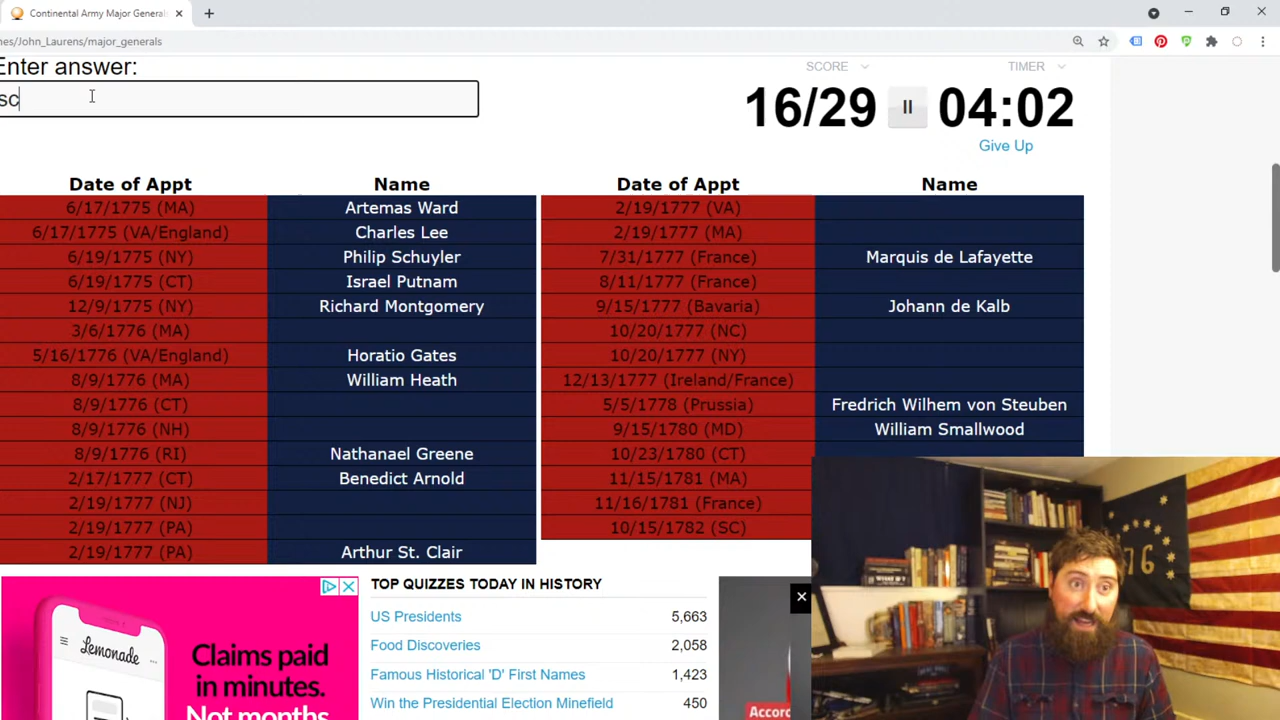 Continental Army Major Generals
nes/John_Laurens/major_generals
Enter answer:
sc
SCORE
TIMER
16/29
04:02
Give Up
Date of Appt Name
6/17/1775 (MA) Artemas Ward
6/17/1775 (VA/England) Charles Lee
6/19/1775 (NY) Philip Schuyler
6/19/1775 (CT) Israel Putnam
12/9/1775 (NY) Richard Montgomery
3/6/1776 (MA)
5/16/1776 (VA/England) Horatio Gates
8/9/1776 (MA) William Heath
8/9/1776 (CT)
8/9/1776 (NH)
8/9/1776 (RI) Nathanael Greene
2/17/1777 (CT) Benedict Arnold
2/19/1777 (NJ)
2/19/1777 (PA)
2/19/1777 (PA) Arthur St. Clair
Date of Appt Name
2/19/1777 (VA)
2/19/1777 (MA)
7/31/1777 (France) Marquis de Lafayette
8/11/1777 (France)
9/15/1777 (Bavaria) Johann de Kalb
10/20/1777 (NC)
10/20/1777 (NY)
12/13/1777 (Ireland/France)
5/5/1778 (Prussia) Fredrich Wilhem von Steuben
9/15/1780 (MD) William Smallwood
10/23/1780 (CT)
11/15/1781 (MA)
11/16/1781 (France)
10/15/1782 (SC)
Lemonade
Claims paid
in minutes.
Not months
TOP QUIZZES TODAY IN HISTORY
US Presidents 5,663
Food Discoveries 2,058
Famous Historical 'D' First Names 1,423
Win the Presidential Election Minefield 450
Accord
76